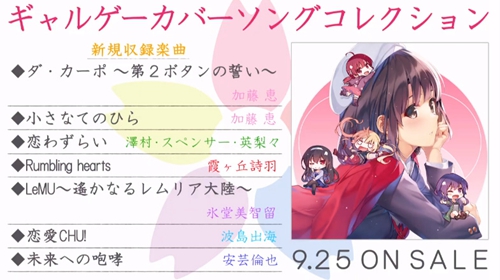 ギャルゲーカバーソングコレクション
新規収録楽曲
◆ダ・カーポ ～第２ボタンの誓い～
加藤 恵
◆小さなてのひら 加藤 恵
◆恋わずらい 澤村・スペンサー・英梨々
◆Rumbling hearts 霞ヶ丘詩羽
◆LeMU～遙かなるレムリア大陸～
氷堂美智留
◆恋愛CHU! 波島出海
◆未来への咆哮 安芸倫也
9.25 ON SALE